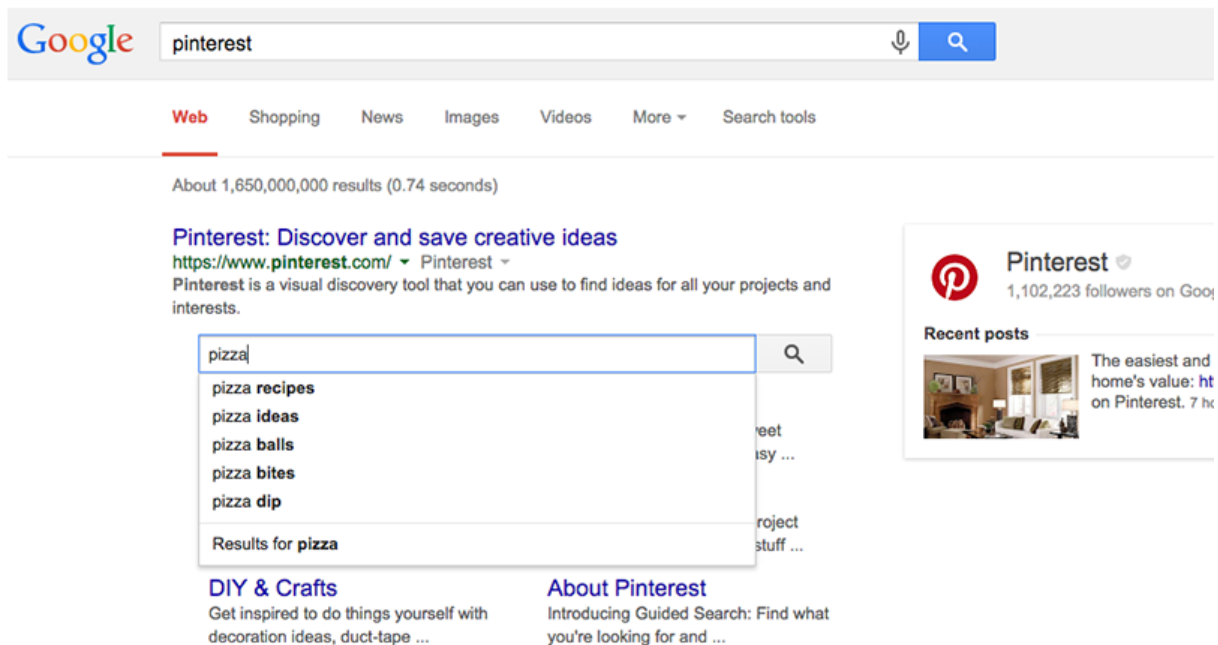 Google
pinterest
Web Shopping News Images Videos More Search tools
About 1,650,000,000 results (0.74 seconds)
Pinterest: Discover and save creative ideas
https://www.pinterest.com/ Pinterest
Pinterest is a visual discovery tool that you can use to find ideas for all your projects and
interests.
pizza
pizza recipes
pizza ideas
pizza balls
pizza bites
pizza dip
Results for pizza
...
roject
stuff ...
DIY & Crafts
Get inspired to do things yourself with
decoration ideas, duct-tape ...
About Pinterest
Introducing Guided Search: Find what
you're looking for and ...
Pinterest
1,102,223 followers on Goo
Recent posts
The easiest and
home's value: ht
on Pinterest. 7 ho